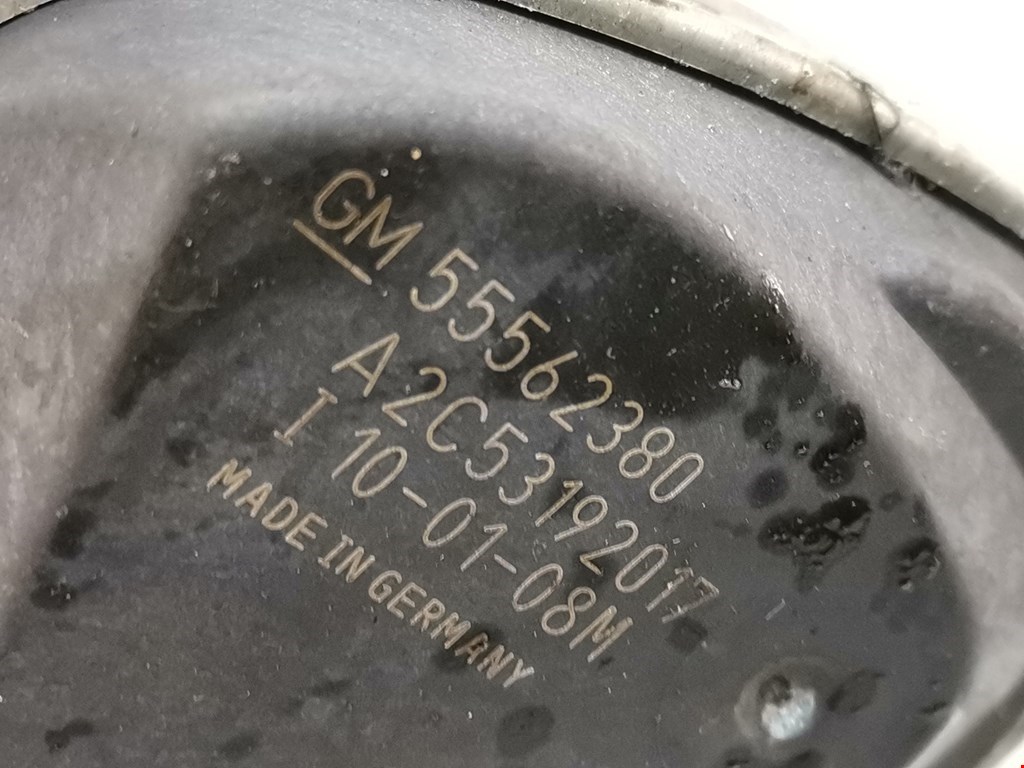 GM 55562380
A2C53192017
I 10-01-08M
MADE IN GERMANY